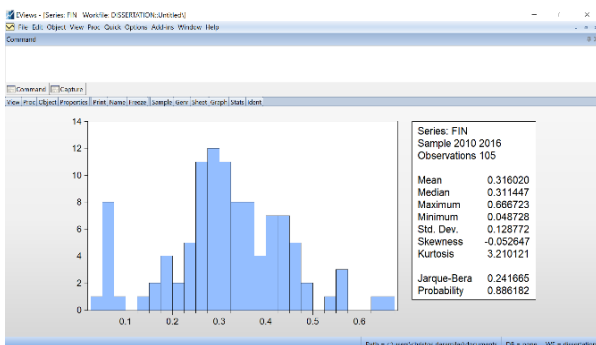 EViews - [Series: FIN Workfile: DISSERTATION::Untitled\]
File Edit Object View Proc Quick Options Add-ins Window Help
Command
Command Capture
View Proc Object Properties Print Name Freeze Sample Genr Sheet Graph Stats Ident
14
12
10
8
6
4
2
0
0.1 0.2 0.3 0.4 0.5 0.6
Series: FIN
Sample 2010 2016
Observations 105
Mean 0.316020
Median 0.311447
Maximum 0.666723
Minimum 0.048728
Std. Dev. 0.128772
Skewness -0.052647
Kurtosis 3.210121
Jarque-Bera 0.241665
Probability 0.886182
DB = none WF = dissertation